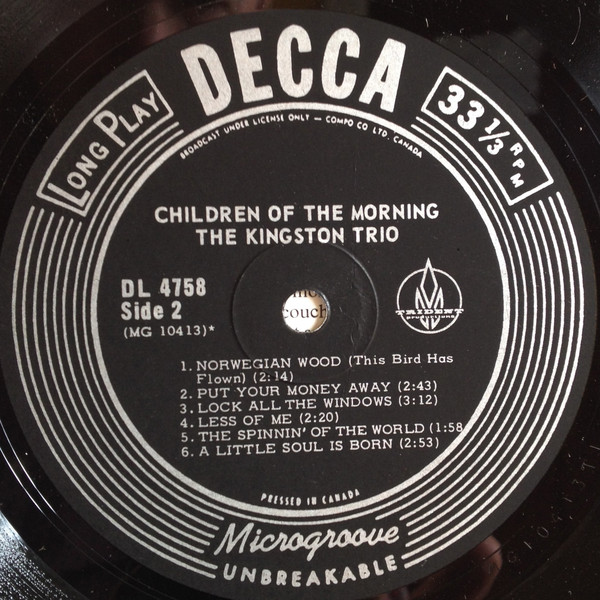 DECCA
LONG PLAY
33 1/3 RPM
BROADCAST UNDER LICENSE ONLY — COMPO CO LTD. CANADA
CHILDREN OF THE MORNING
THE KINGSTON TRIO
DL 4758
Side 2
(MG 10413)*
TRIDENT
productions
couch
1. NORWEGIAN WOOD (This Bird Has
Flown) (2:14)
2. PUT YOUR MONEY AWAY (2:43)
3. LOCK ALL THE WINDOWS (3:12)
4. LESS OF ME (2:20)
5. THE SPINNIN' OF THE WORLD (1:58
6. A LITTLE SOUL IS BORN (2:53)
PRESSED IN CANADA
Microgroove
UNBREAKABLE